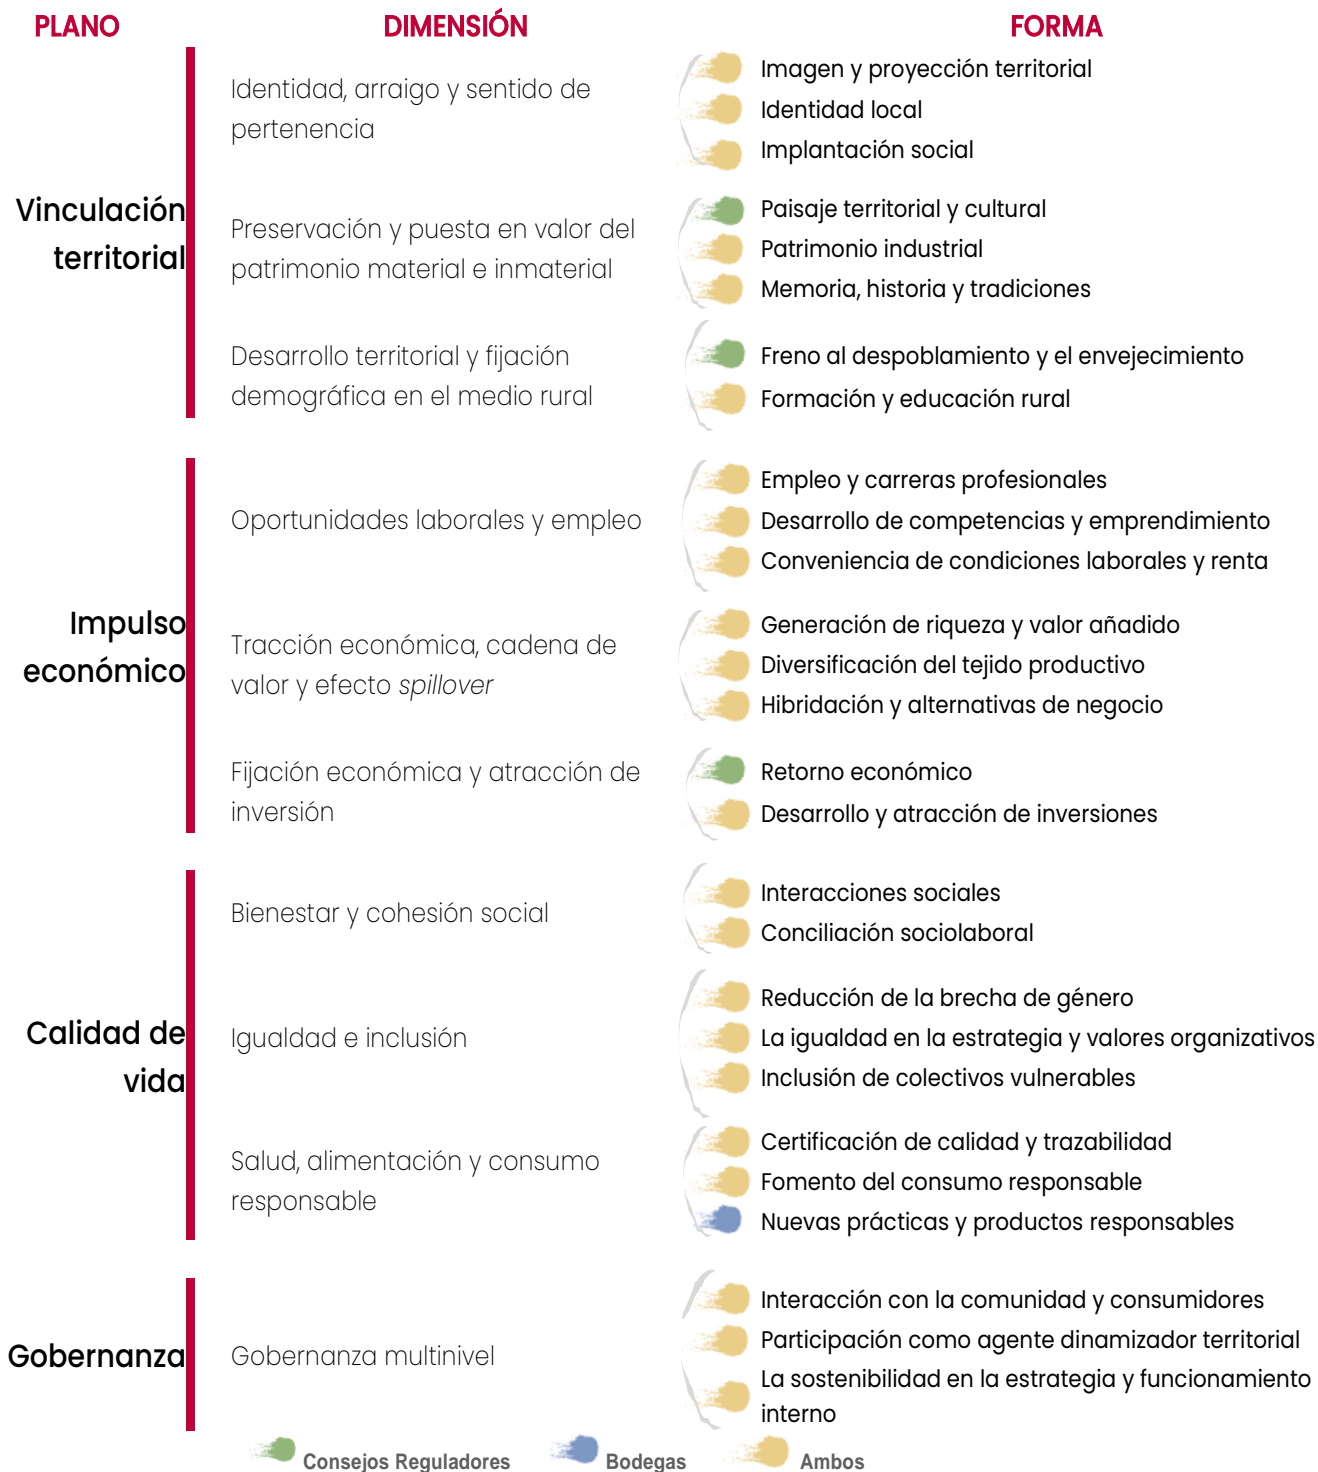 PLANO DIMENSIÓN FORMA
Vinculación
territorial
Identidad, arraigo y sentido de
pertenencia
Imagen y proyección territorial
Identidad local
Implantación social
Preservación y puesta en valor del
patrimonio material e inmaterial
Paisaje territorial y cultural
Patrimonio industrial
Memoria, historia y tradiciones
Desarrollo territorial y fijación
demográfica en el medio rural
Freno al despoblamiento y el envejecimiento
Formación y educación rural
Impulso
económico
Oportunidades laborales y empleo
Empleo y carreras profesionales
Desarrollo de competencias y emprendimiento
Conveniencia de condiciones laborales y renta
Tracción económica, cadena de
valor y efecto spillover
Generación de riqueza y valor añadido
Diversificación del tejido productivo
Hibridación y alternativas de negocio
Fijación económica y atracción de
inversión
Retorno económico
Desarrollo y atracción de inversiones
Calidad de
vida
Bienestar y cohesión social
Interacciones sociales
Conciliación sociolaboral
Igualdad e inclusión
Reducción de la brecha de género
La igualdad en la estrategia y valores organizativos
Inclusión de colectivos vulnerables
Salud, alimentación y consumo
responsable
Certificación de calidad y trazabilidad
Fomento del consumo responsable
Nuevas prácticas y productos responsables
Gobernanza
Gobernanza multinivel
Interacción con la comunidad y consumidores
Participación como agente dinamizador territorial
La sostenibilidad en la estrategia y funcionamiento
interno
Consejos Reguladores Bodegas Ambos